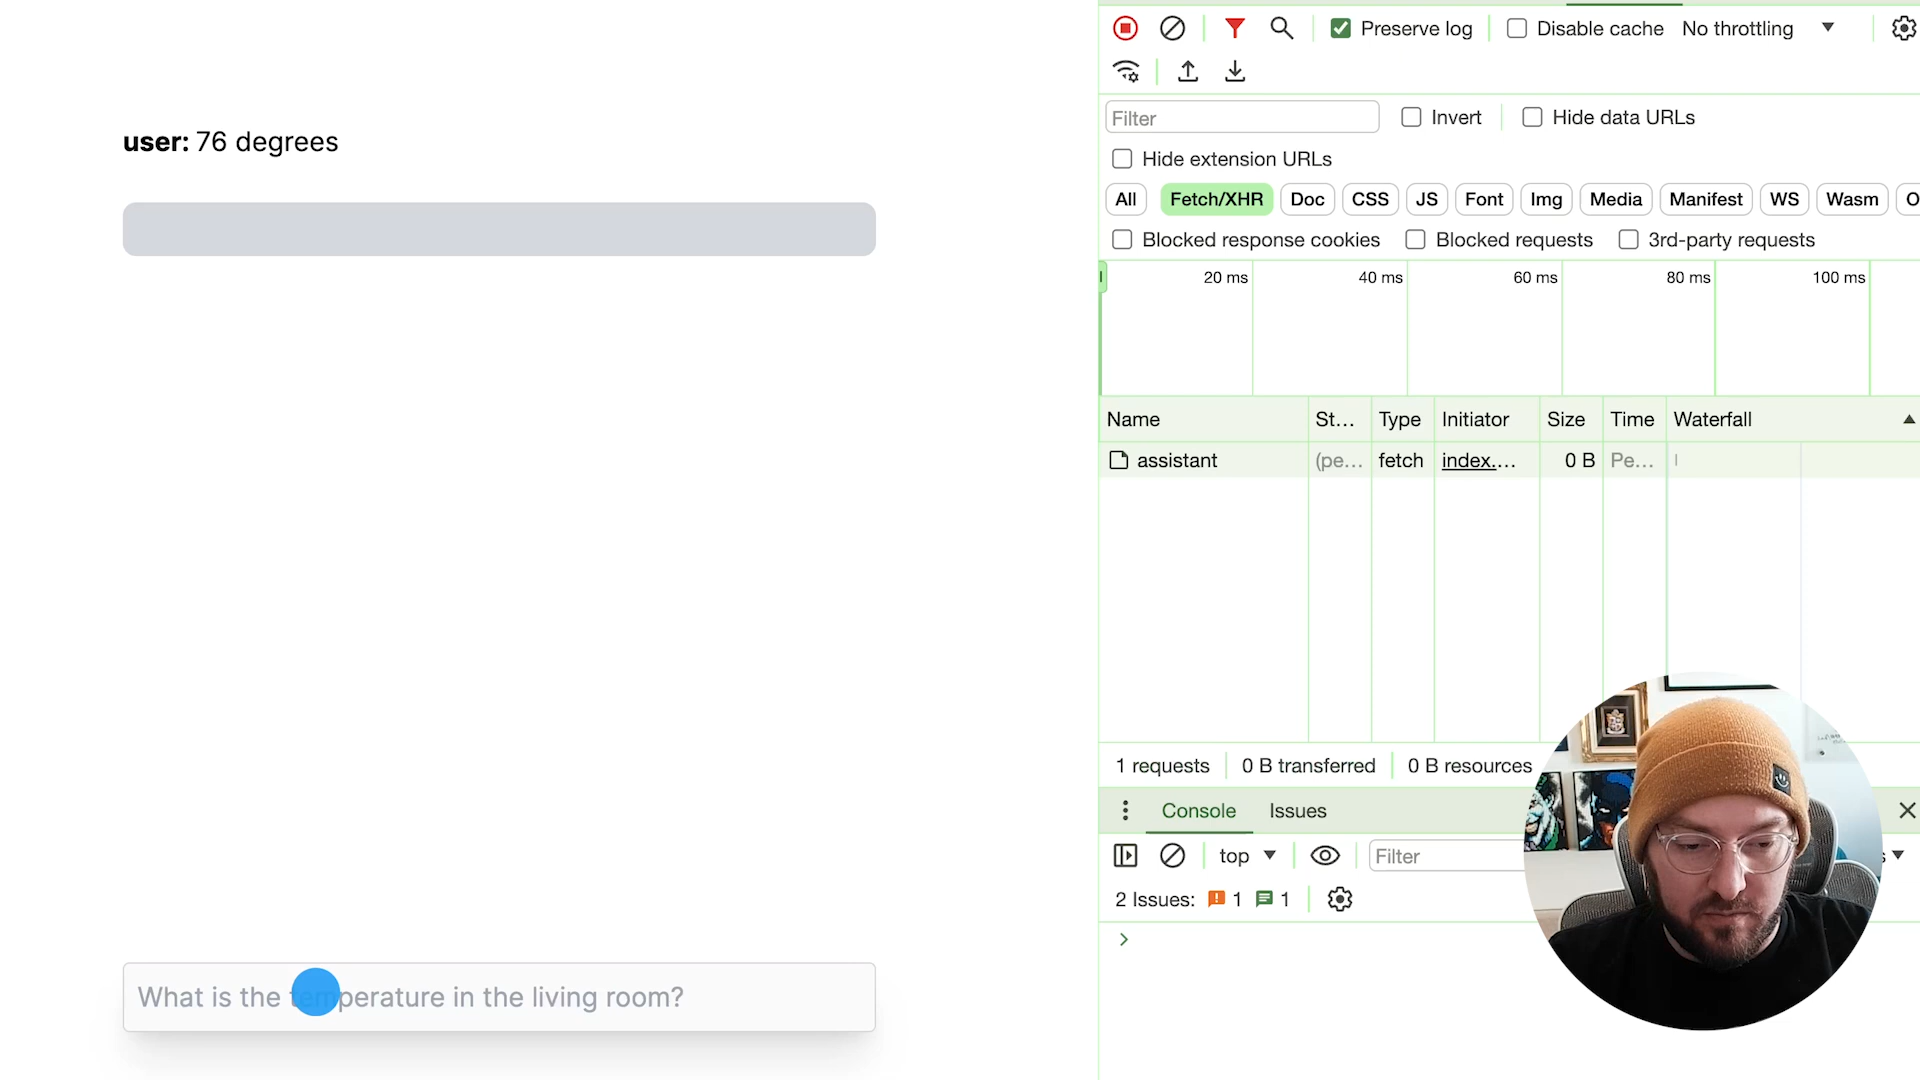 user: 76 degrees
What is the temperature in the living room?
Preserve log
Disable cache
No throttling
Filter
Invert
Hide data URLs
Hide extension URLs
All
Fetch/XHR
Doc
CSS
JS
Font
Img
Media
Manifest
WS
Wasm
Blocked response cookies
Blocked requests
3rd-party requests
20 ms
40 ms
60 ms
80 ms
100 ms
Name
St...
Type
Initiator
Size
Time
Waterfall
assistant
(pe...
fetch
index....
0 B
Pe...
1 requests
0 B transferred
0 B resources
Console
Issues
top
Filter
2 Issues:
1
1